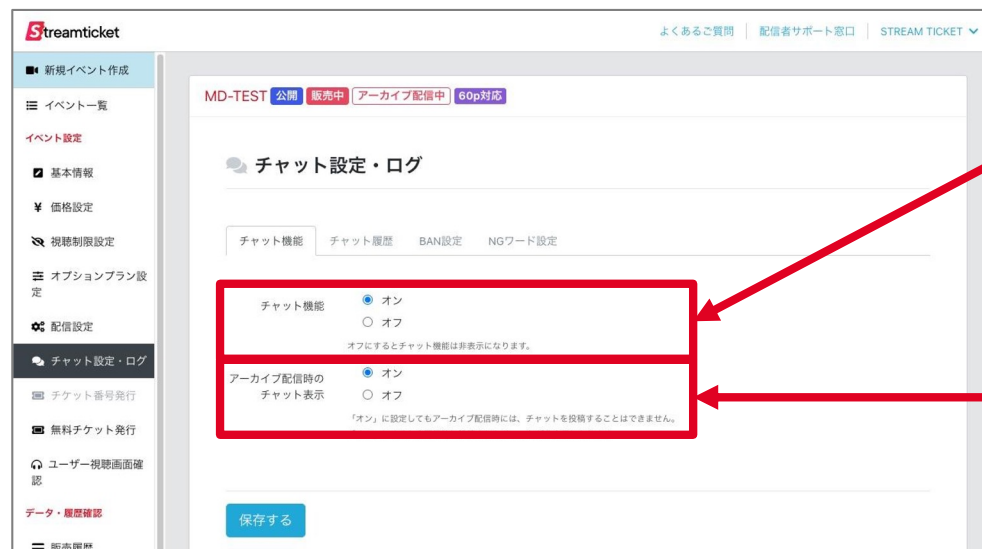 Streamticket
よくあるご質問
配信者サポート窓口
STREAM TICKET
新規イベント作成
イベント一覧
イベント設定
基本情報
価格設定
視聴制限設定
オプションプラン設
定
配信設定
チャット設定・ログ
チケット番号発行
無料チケット発行
ユーザー視聴画面確
認
データ・履歴確認
販売履歴
MD-TEST 公開 販売中 アーカイブ配信中 60p対応
チャット設定・ログ
チャット機能 チャット履歴 BAN設定 NGワード設定
チャット機能
オン
オフ
オフにするとチャット機能は非表示になります。
アーカイブ配信時の
チャット表示
オン
オフ
「オン」に設定してもアーカイブ配信時には、チャットを投稿することはできません。
保存する